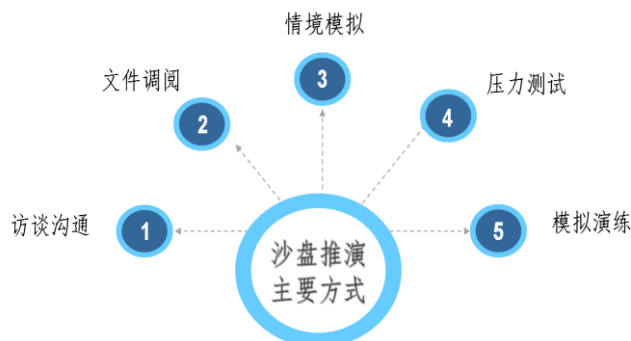 情境模拟
3
文件调阅
2
压力测试
4
访谈沟通
1
模拟演练
5
沙盘推演
主要方式